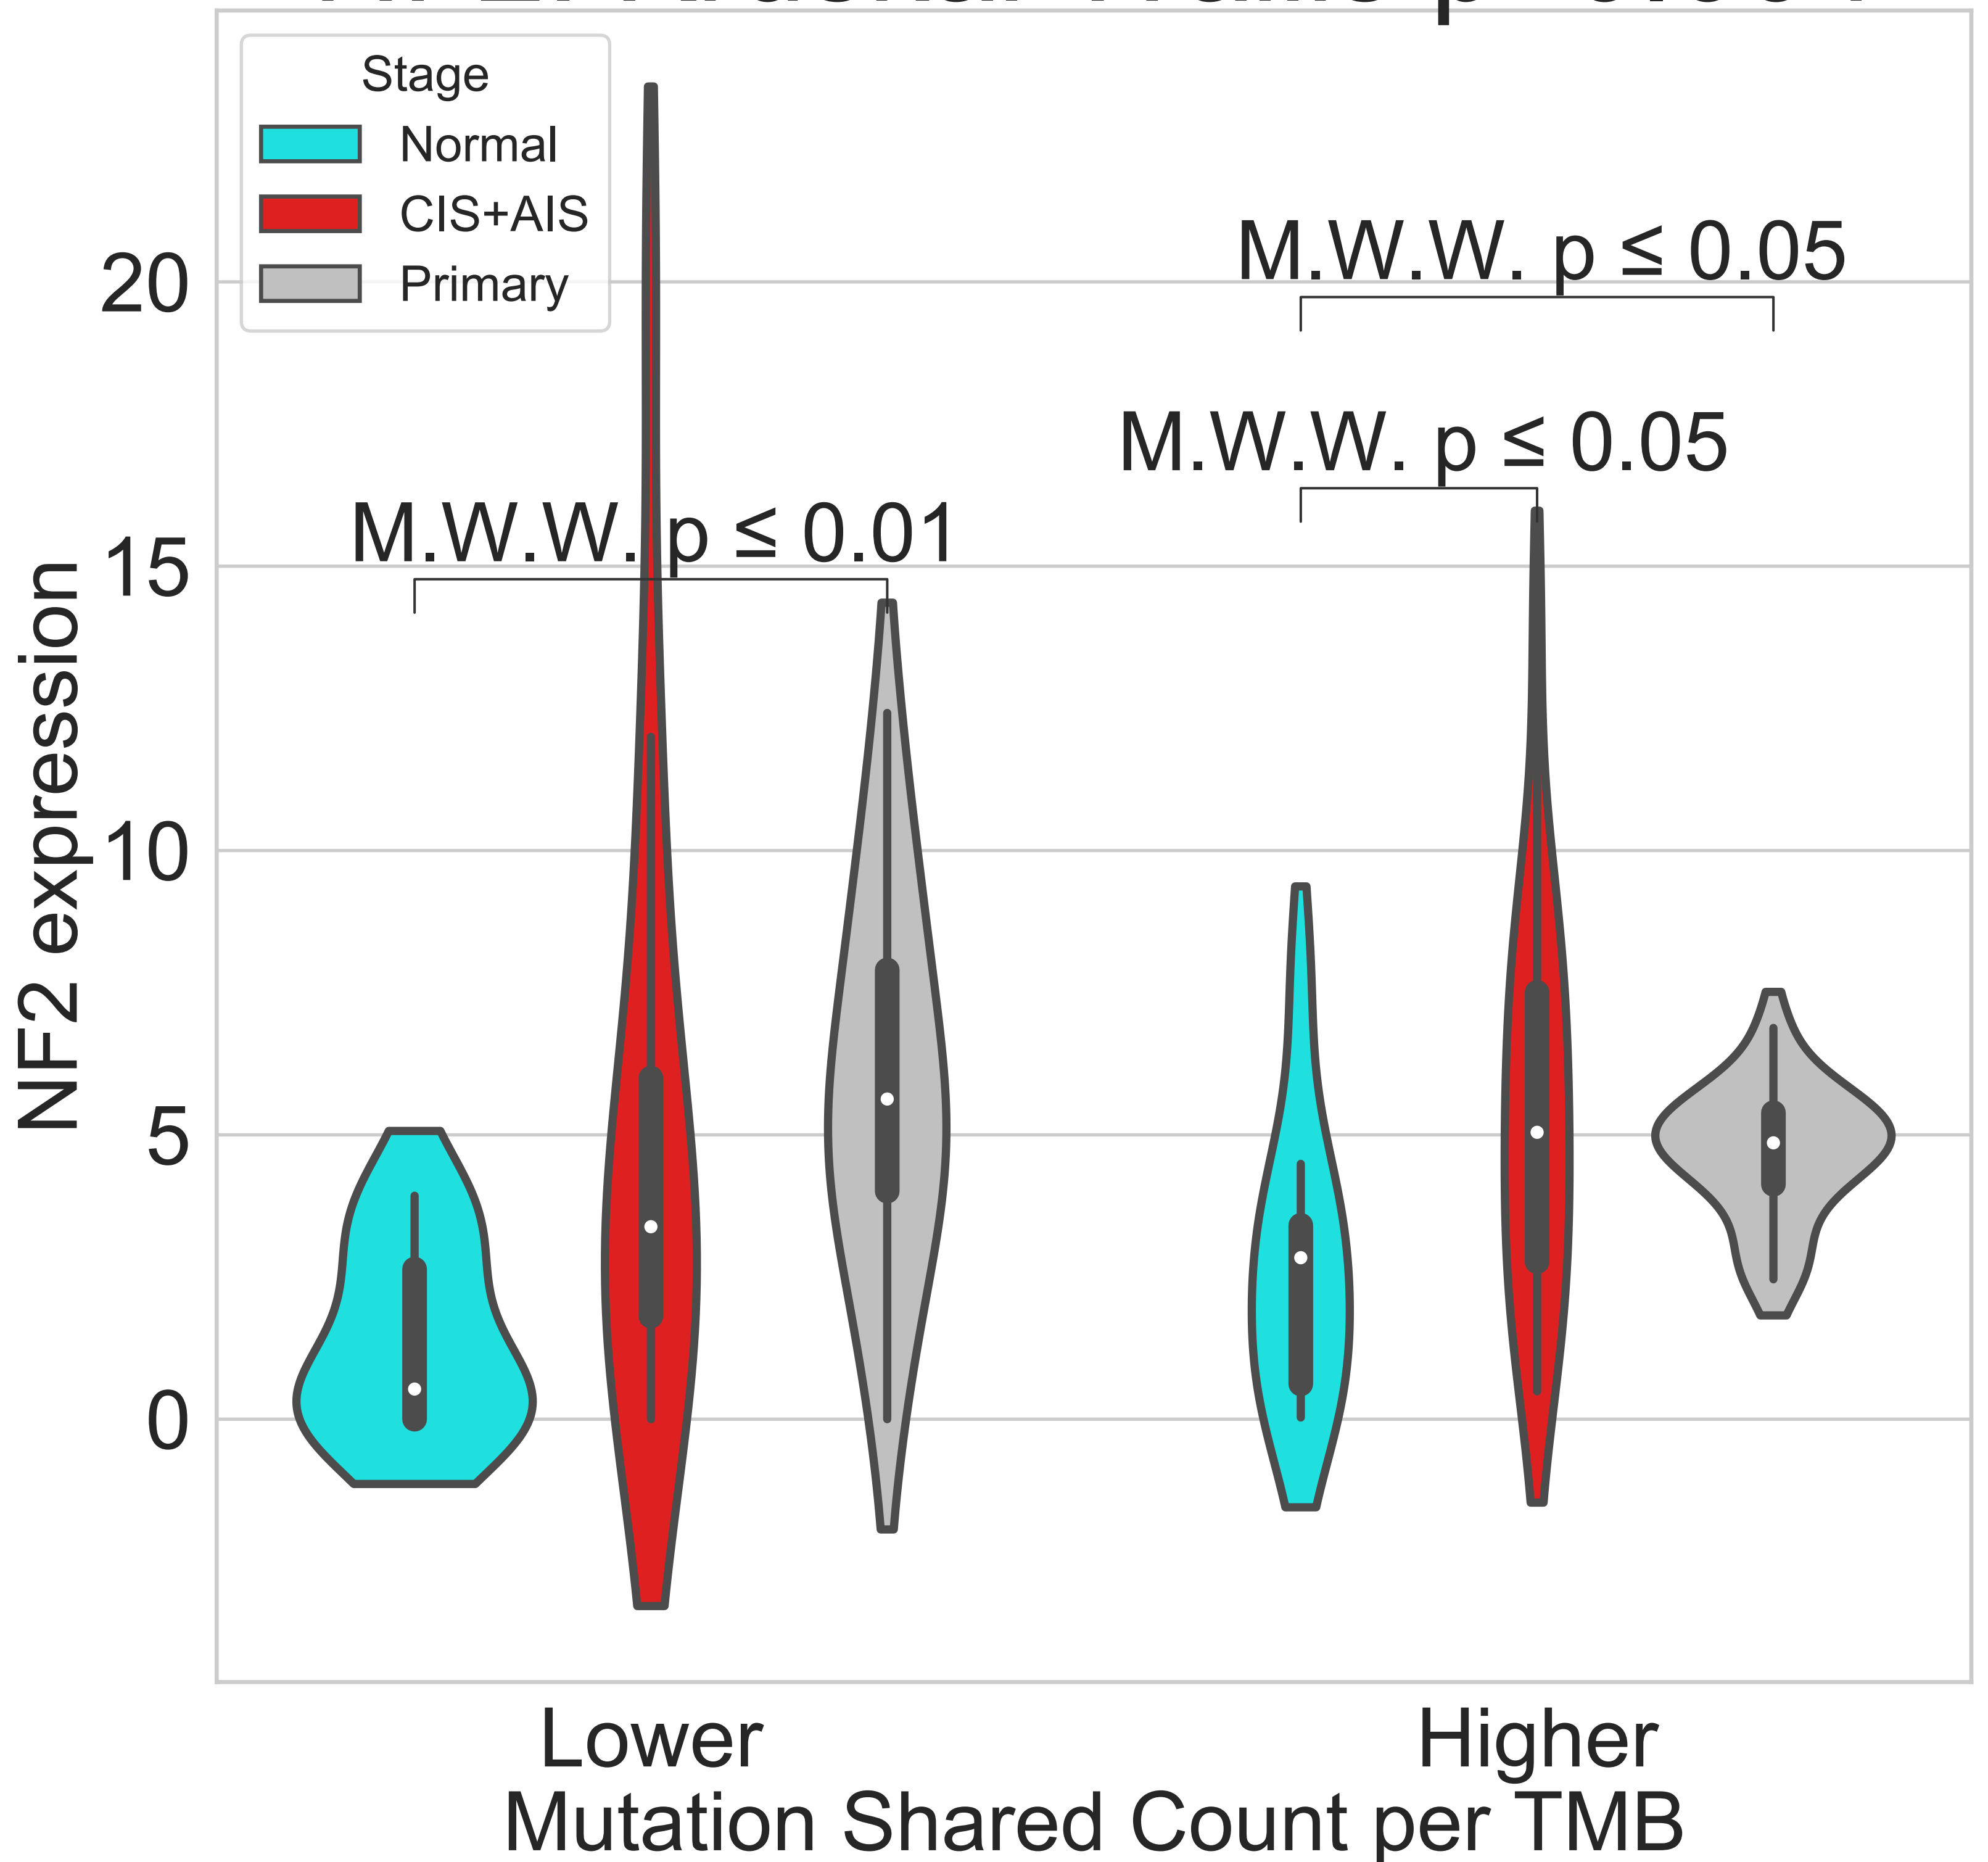 Stage
Normal
CIS+AIS
Primary
M.W.W. p ≤ 0.05
M.W.W. p ≤ 0.05
M.W.W. p ≤ 0.01
20
15
10
5
0
NF2 expression
Lower
Higher
Mutation Shared Count per TMB